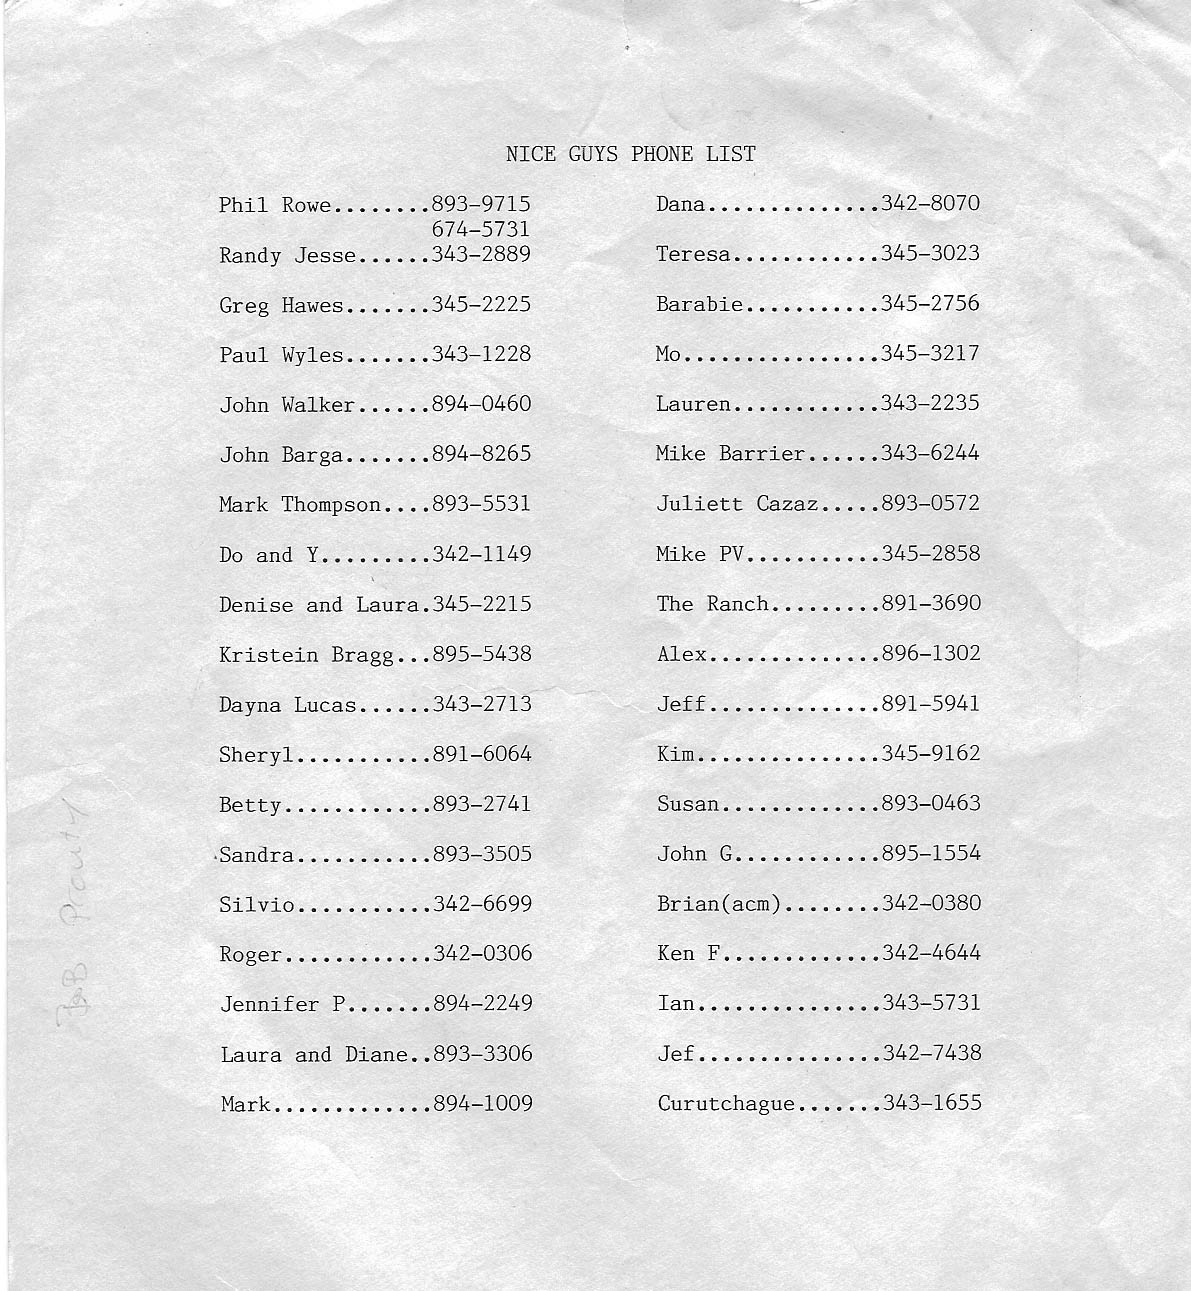 NICE GUYS PHONE LIST
Phil Rowe........893-9715
674-5731
Randy Jesse......343-2889
Greg Hawes.......345-2225
Paul Wyles.......343-1228
John Walker......894-0460
John Barga.......894-8265
Mark Thompson....893-5531
Do and Y.........342-1149
Denise and Laura.345-2215
Kristein Bragg...895-5438
Dayna Lucas......343-2713
Sheryl...........891-6064
Betty............893-2741
Sandra...........893-3505
Silvio...........342-6699
Roger............342-0306
Jennifer P.......894-2249
Laura and Diane..893-3306
Mark.............894-1009
Dana..............342-8070
Teresa............345-3023
Barabie...........345-2756
Mo................345-3217
Lauren............343-2235
Mike Barrier......343-6244
Juliett Cazaz.....893-0572
Mike PV...........345-2858
The Ranch.........891-3690
Alex..............896-1302
Jeff..............891-5941
Kim...............345-9162
Susan.............893-0463
John G............895-1554
Brian(acm)........342-0380
Ken F.............342-4644
Ian...............343-5731
Jef...............342-7438
Curutchague.......343-1655
Prouty